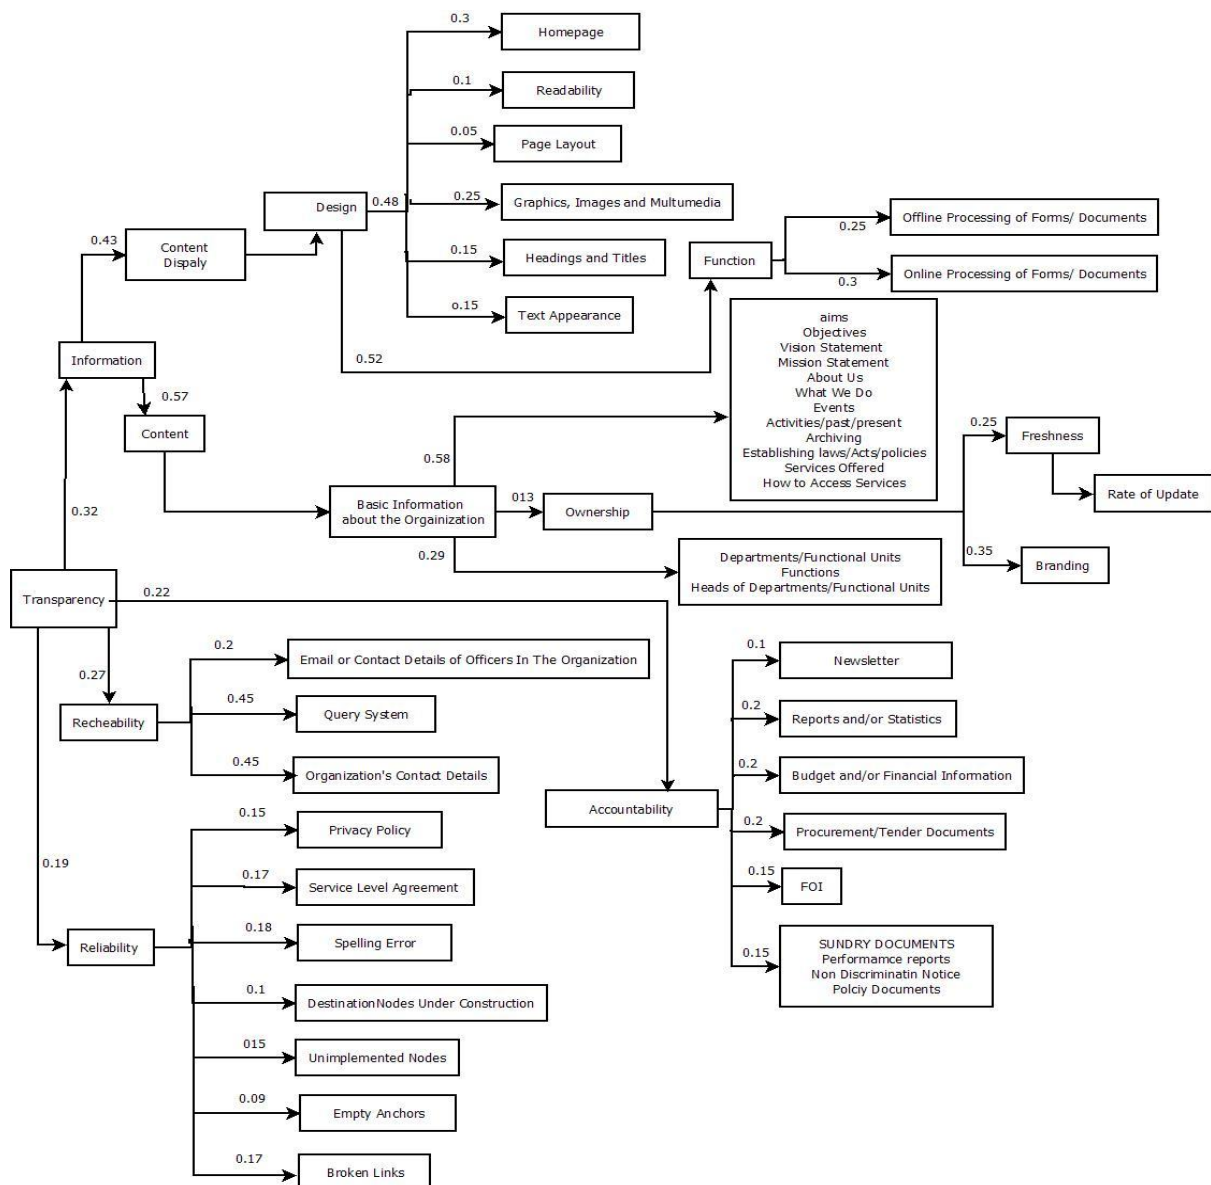 0.3
Homepage
0.1
Readability
0.05
Page Layout
Design
0.48
0.25
Graphics, Images and Multumedia
0.43
Content
Dispaly
0.15
Headings and Titles
o.15
Text Appearance
0.52
Function
0.25
Offline Processing of Forms/ Documents
0.3
Online Processing of Forms/ Documents
Information
0.57
Content
0.32
0.58
aims
Objectives
Vision Statement
Mission Statement
About Us
What We Do
Events
Activities/past/present
Archiving
Establishing laws/Acts/policies
Services Offered
How to Access Services
Basic Information
about the Orgainization
013
Ownership
0.25
Freshness
Rate of Update
0.35
Branding
0.29
Departments/Functional Units
Functions
Heads of Departments/Functional Units
Transparency
0.22
0.27
Recheability
0.2
Email or Contact Details of Officers In The Organization
0.45
Query System
0.45
Organization's Contact Details
0.1
Newsletter
0.2
Reports and/or Statistics
0.2
Budget and/or Financial Information
Accountability
0.2
Procurement/Tender Documents
0.15
FOI
0.15
SUNDRY DOCUMENTS
Performamce reports
Non Discriminatin Notice
Polciy Documents
0.19
Reliability
0.15
Privacy Policy
0.17
Service Level Agreement
0.18
Spelling Error
0.1
DestinationNodes Under Construction
015
Unimplemented Nodes
0.09
Empty Anchors
0.17
Broken Links